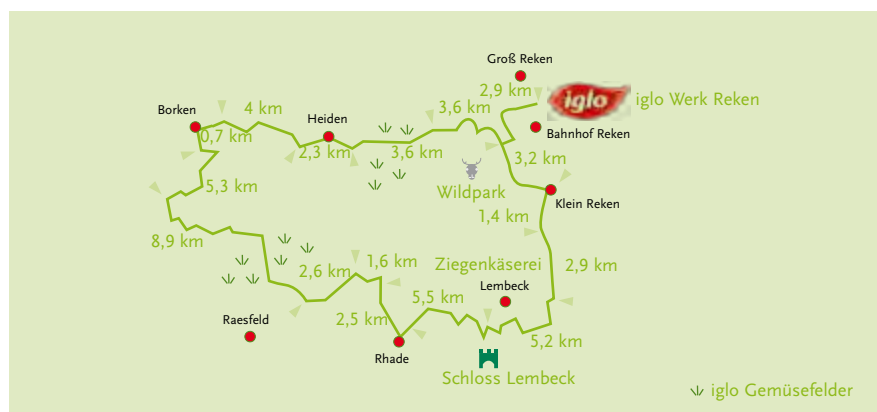 Groß Reken
2,9 km
iglo
iglo Werk Reken
Borken
4 km
Heiden
3,6 km
Bahnhof Reken
0,7 km
2,3 km
3,6 km
3,2 km
Wildpark
5,3 km
Klein Reken
1,4 km
8,9 km
2,6 km
1,6 km
Ziegenkäserei
2,9 km
Lembeck
5,5 km
Raesfeld
2,5 km
5,2 km
Rhade
Schloss Lembeck
iglo Gemüsefelder